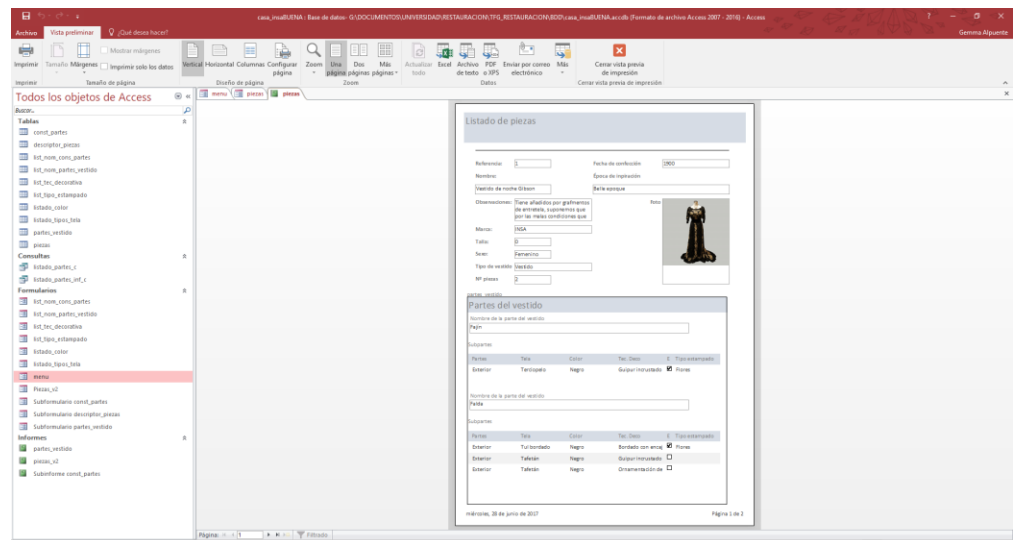 casa_insaBUENA : Base de datos- G:\DOCUMENTOS\UNIVERSIDAD\RESTAURACION\TFG_RESTAURACION\BDD\casa_insaBUENA.accdb (Formato de archivo Access 2007 - 2016) - Access
Archivo Vista preliminar ¿Qué desea hacer? Gemma Alpuente
Mostrar márgenes
Imprimir solo los datos
Imprimir Tamaño Márgenes Vertical Horizontal Columnas Configurar página Zoom Una página Dos páginas Más páginas Actualizar todo Excel Archivo de texto PDF o XPS Enviar por correo electrónico Más Cerrar vista previa de impresión
Imprimir Tamaño de página Diseño de página Zoom Datos Cerrar vista previa de impresión
Todos los objetos de Access
menu piezas piezas
Buscar...
Tablas
const_partes
descriptor_piezas
list_nom_cons_partes
list_nom_partes_vestido
list_tec_decorativa
list_tipo_estampado
listado_color
listado_tipos_tela
partes_vestido
piezas
Consultas
listado_partes_c
listado_partes_inf_c
Formularios
list_nom_cons_partes
list_nom_partes_vestido
list_tec_decorativa
list_tipo_estampado
listado_color
listado_tipos_tela
menu
Piezas_v2
Subformulario const_partes
Subformulario descriptor_piezas
Subformulario partes_vestido
Informes
partes_vestido
piezas_v2
Subinforme const_partes
Listado de piezas
Referencia: 1 Fecha de confección 1900
Nombre: Época de inpiración
Vestido de noche Gibson Belle epoque
Observaciones: Tiene añadidos por grafmentos foto
de entretela, suponemos que
por las malas condiciones que
Marca: INSA
Talla: 0
Sexo: Femenino
Tipo de vestido Vestido
Nº piezas 2
partes_vestido
Partes del vestido
Nombre de la parte del vestido
Fajín
Subpartes
Partes Tela Color Tec. Deco E Tipo estampado
Exterior Terciopelo Negro Guipur incrustado Flores
Nombre de la parte del vestido
Falda
Subpartes
Partes Tela Color Tec. Deco E Tipo estampado
Exterior Tul bordado Negro Bordado con encaj Flores
Exterior Tafetán Negro Guipur incrustado
Exterior Tafetán Negro Ornamentación de
miércoles, 28 de junio de 2017 Página 1 de 2
Página: 1 Filtrado